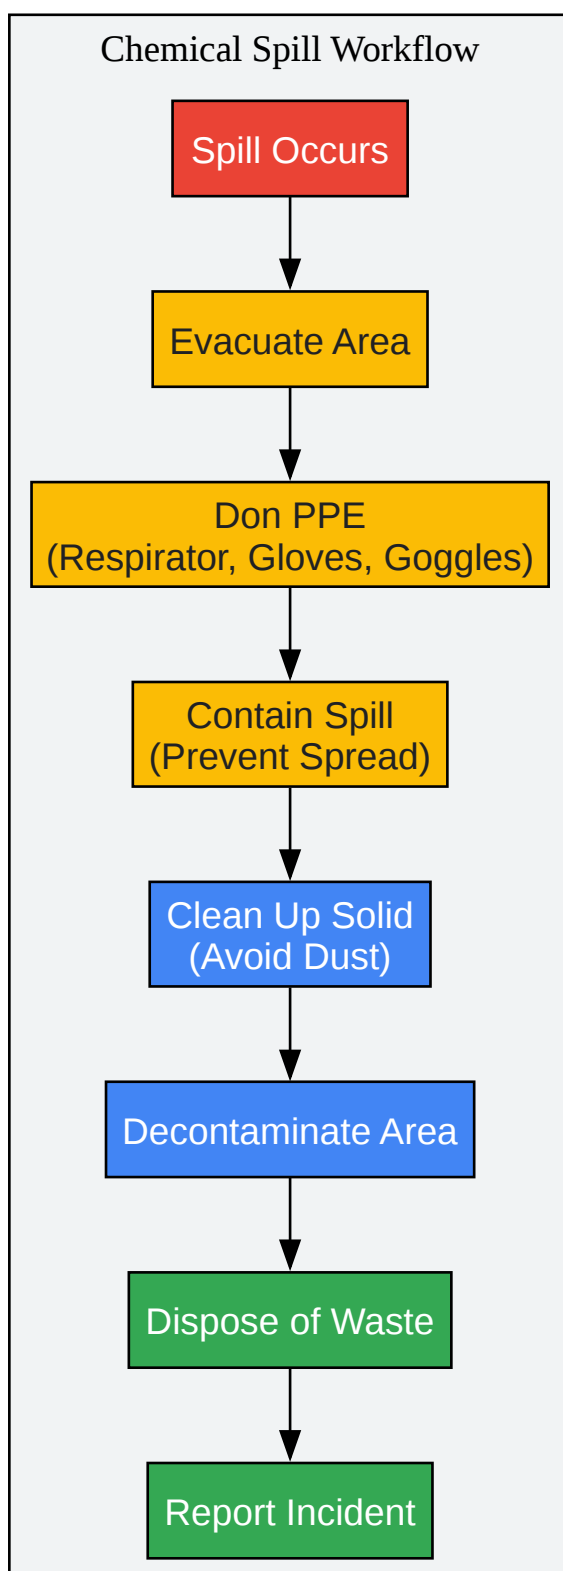 Chemical Spill Workflow
Spill Occurs
Evacuate Area
Don PPE
(Respirator, Gloves, Goggles)
Contain Spill
(Prevent Spread)
Clean Up Solid
(Avoid Dust)
Decontaminate Area
Dispose of Waste
Report Incident